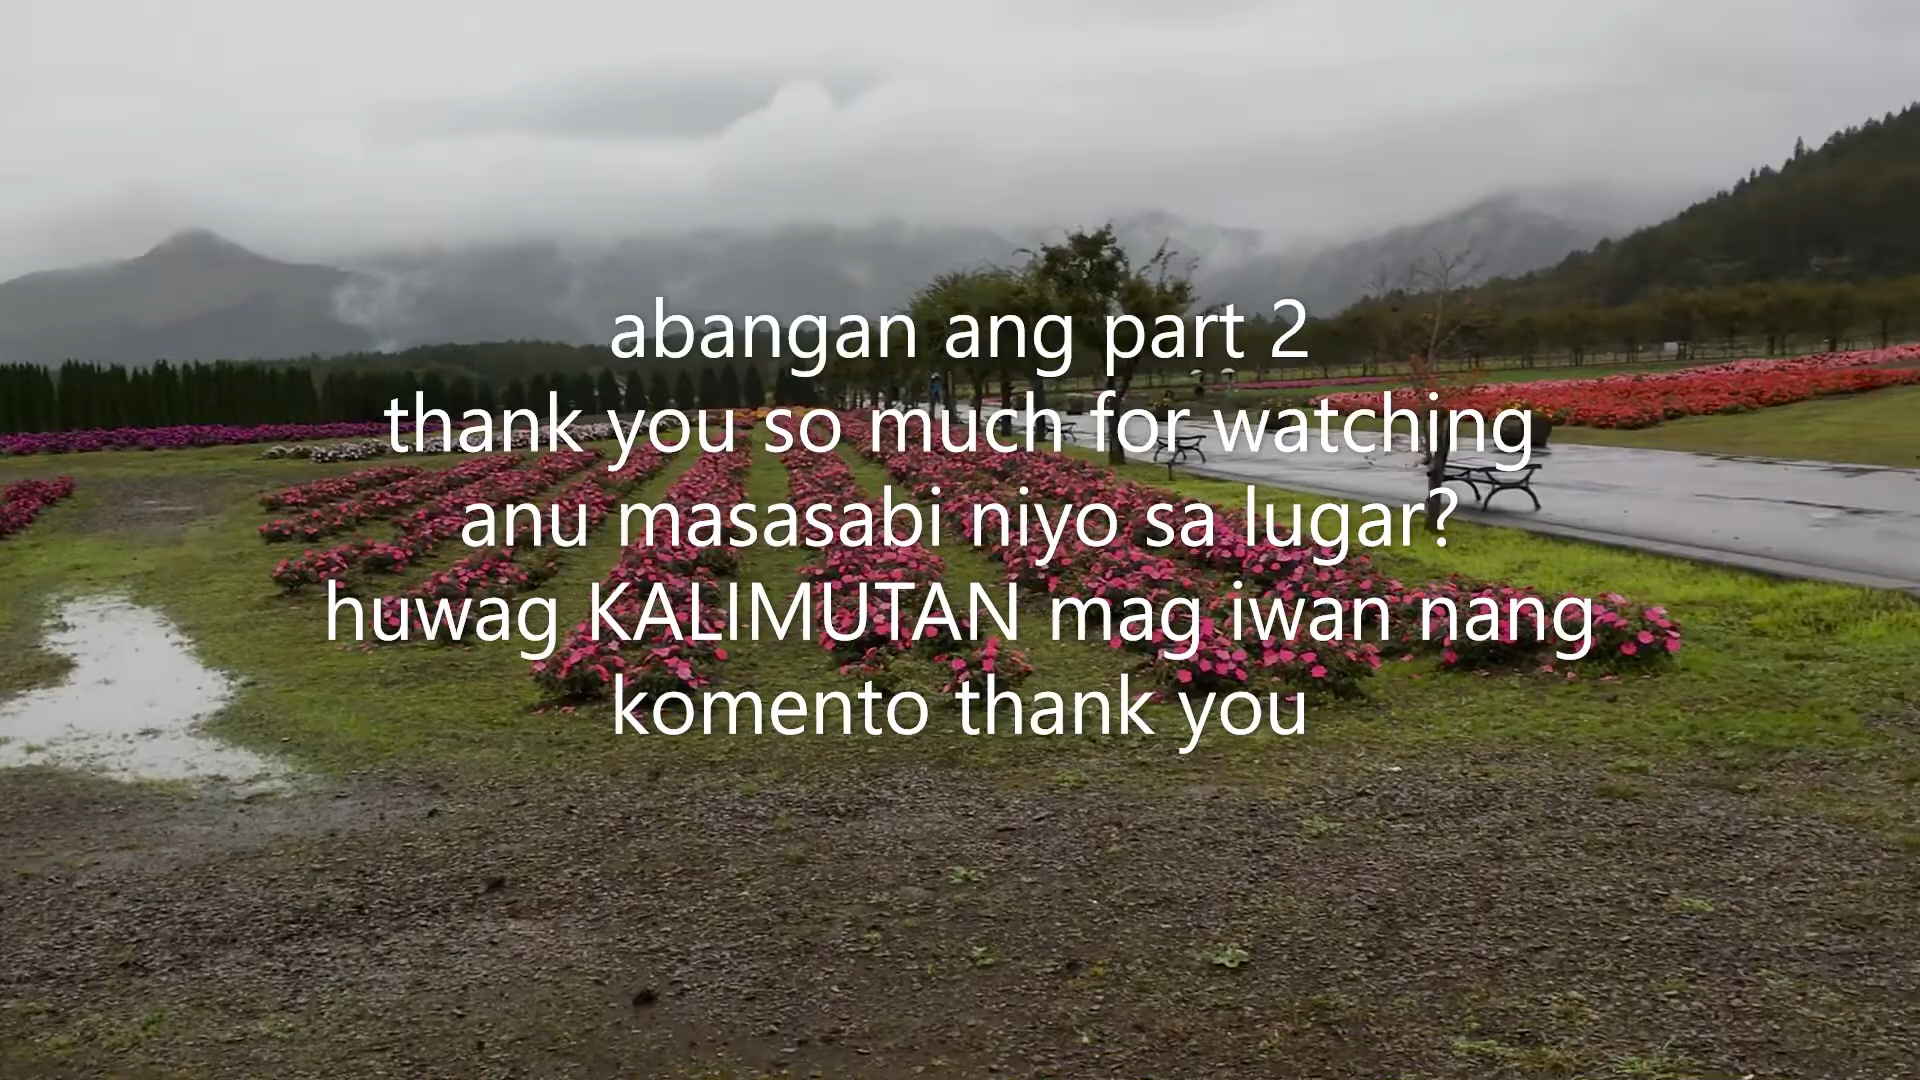 abangan ang part 2
thank you so much for watching
anu masasabi niyo sa lugar?
huwag KALIMUTAN mag iwan nang
komento thank you